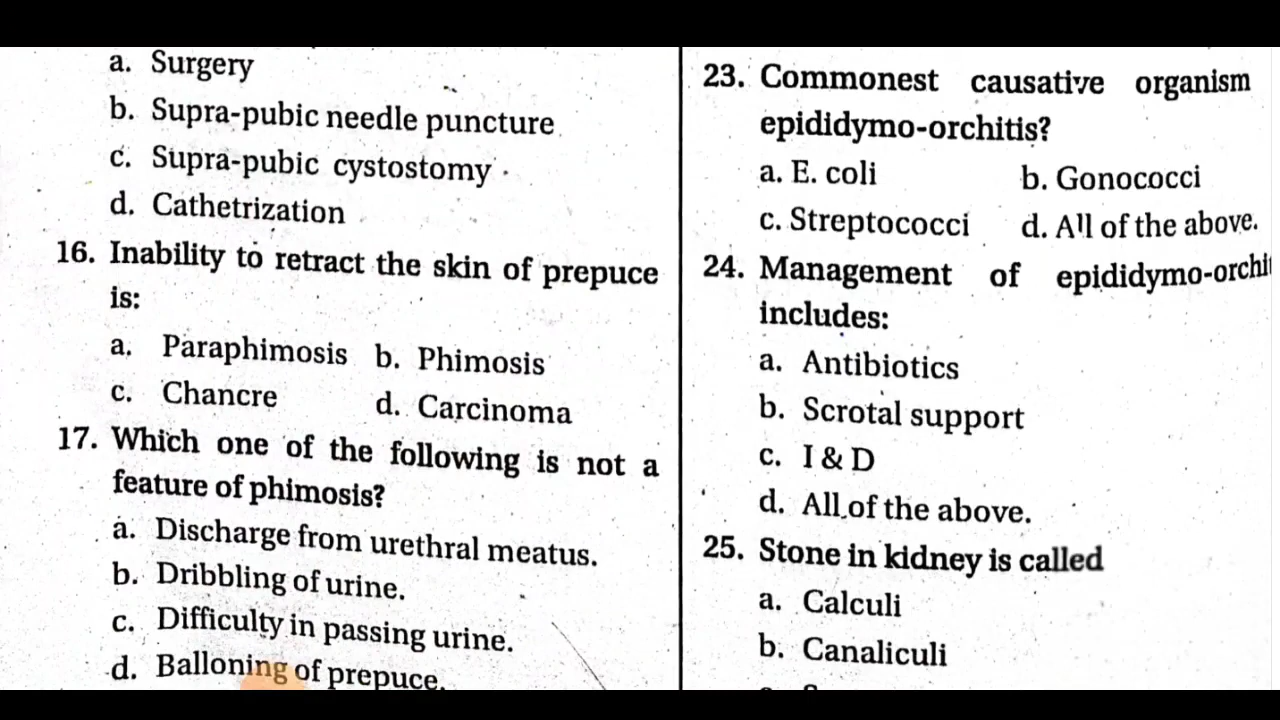 a. Surgery
b. Supra-pubic needle puncture
c. Supra-pubic cystostomy
d. Cathetrization
16. Inability to retract the skin of prepuce
is:
a. Paraphimosis b. Phimosis
c. Chancre d. Carcinoma
17. Which one of the following is not a
feature of phimosis?
a. Discharge from urethral meatus.
b. Dribbling of urine.
c. Difficulty in passing urine.
d. Balloning of prepuce.
23. Commonest causative organism
epididymo-orchitis?
a. E. coli b. Gonococci
c. Streptococci d. All of the above.
24. Management of epididymo-orchit
includes:
a. Antibiotics
b. Scrotal support
c. I & D
d. All of the above.
25. Stone in kidney is called
a. Calculi
b. Canaliculi